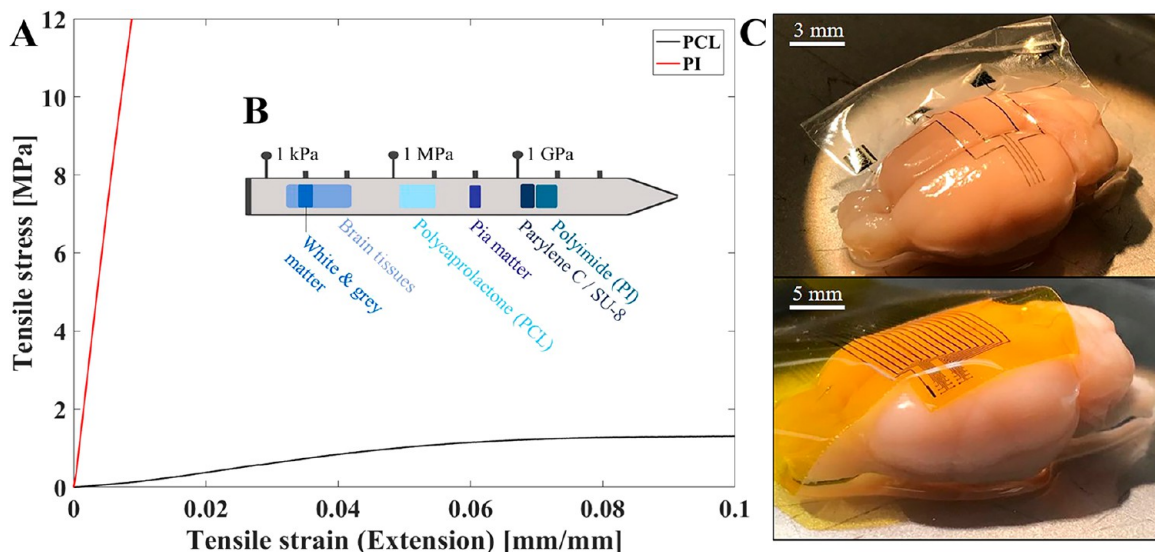 A
C
12
10
8
6
4
2
0
Tensile stress [MPa]
PCL
PI
B
1 kPa
1 MPa
1 GPa
White & grey
matter
Brain tissues
Polycaprolactone (PCL)
Pia matter
Parylene C / SU-8
Polyimide (PI)
0
0.02
0.04
0.06
0.08
0.1
Tensile strain (Extension) [mm/mm]
3 mm
5 mm